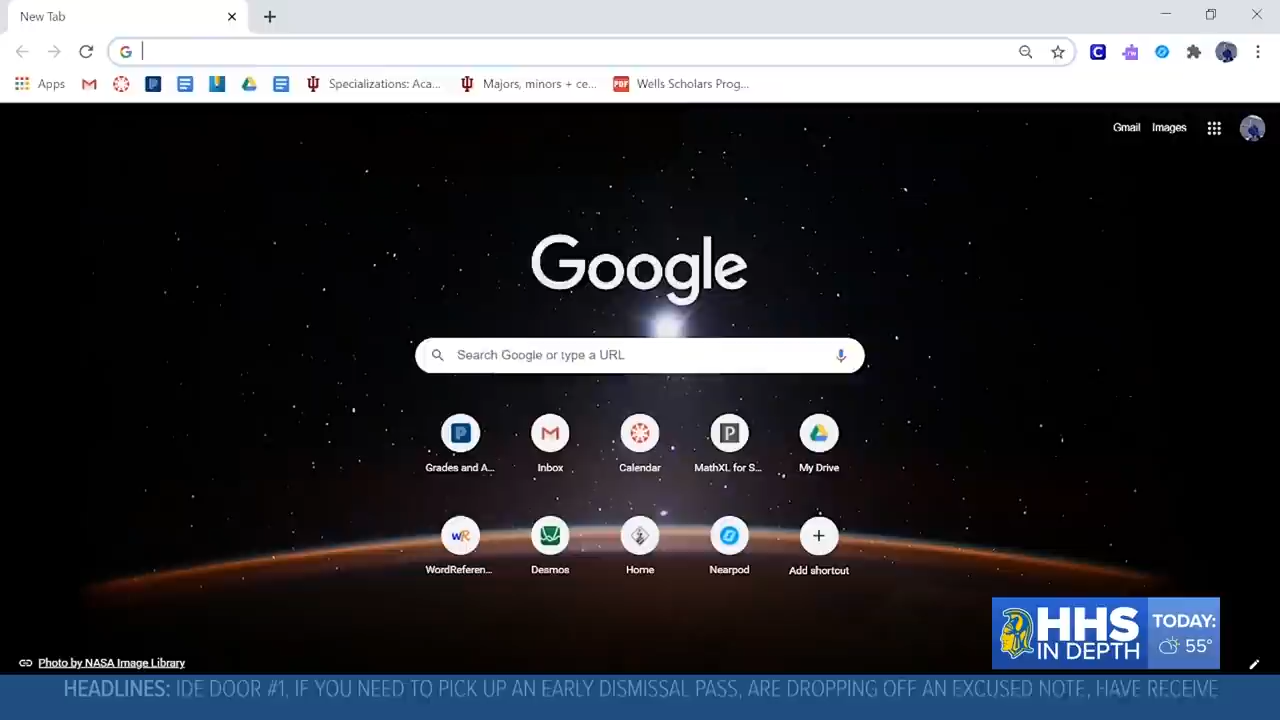 New Tab
Apps
Specializations: Aca...
Majors, minors + ce...
PDF
Wells Scholars Prog...
Gmail
Images
Google
Search Google or type a URL
Grades and A...
Inbox
Calendar
MathXL for S...
My Drive
WordReferen...
Desmos
Home
Nearpod
Add shortcut
HHS
IN DEPTH
TODAY:
55°
Photo by NASA Image Library
HEADLINES: IDE DOOR #1, IF YOU NEED TO PICK UP AN EARLY DISMISSAL PASS, ARE DROPPING OFF AN EXCUSED NOTE, HAVE RECEIVE